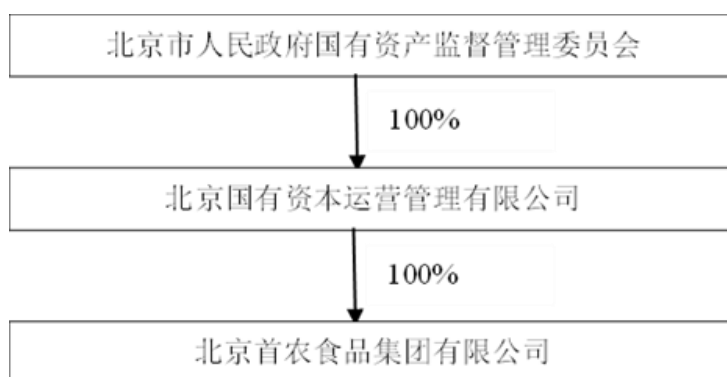 北京市人民政府国有资产监督管理委员会
100%
北京国有资本运营管理有限公司
100%
北京首农食品集团有限公司